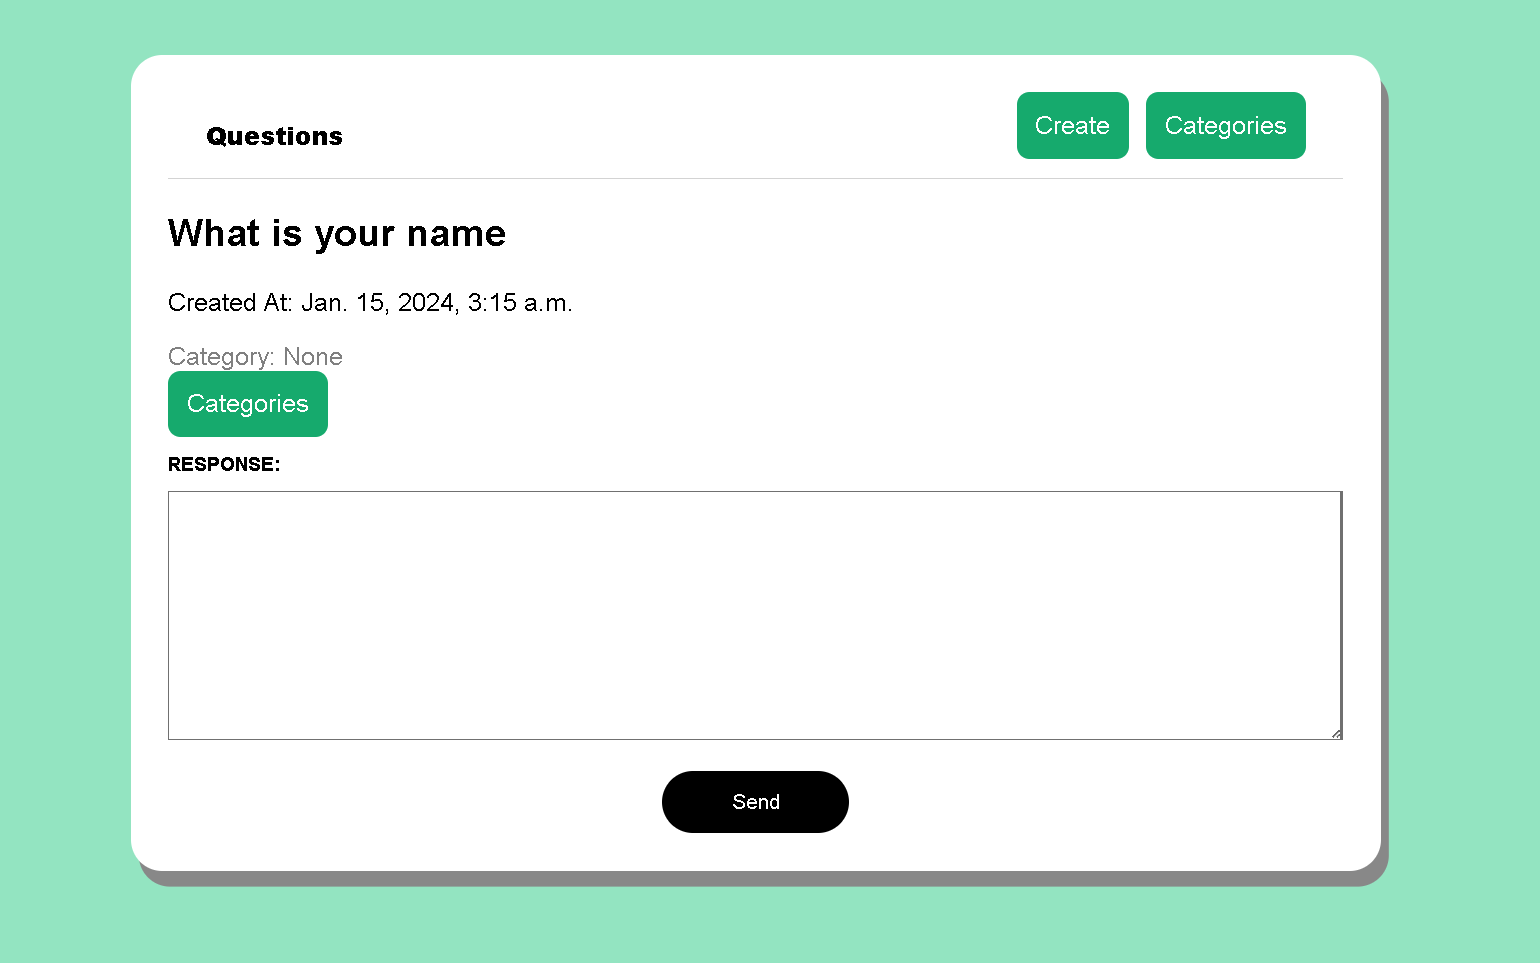 Questions
Create
Categories
What is your name
Created At: Jan. 15, 2024, 3:15 a.m.
Category: None
Categories
RESPONSE:
Send